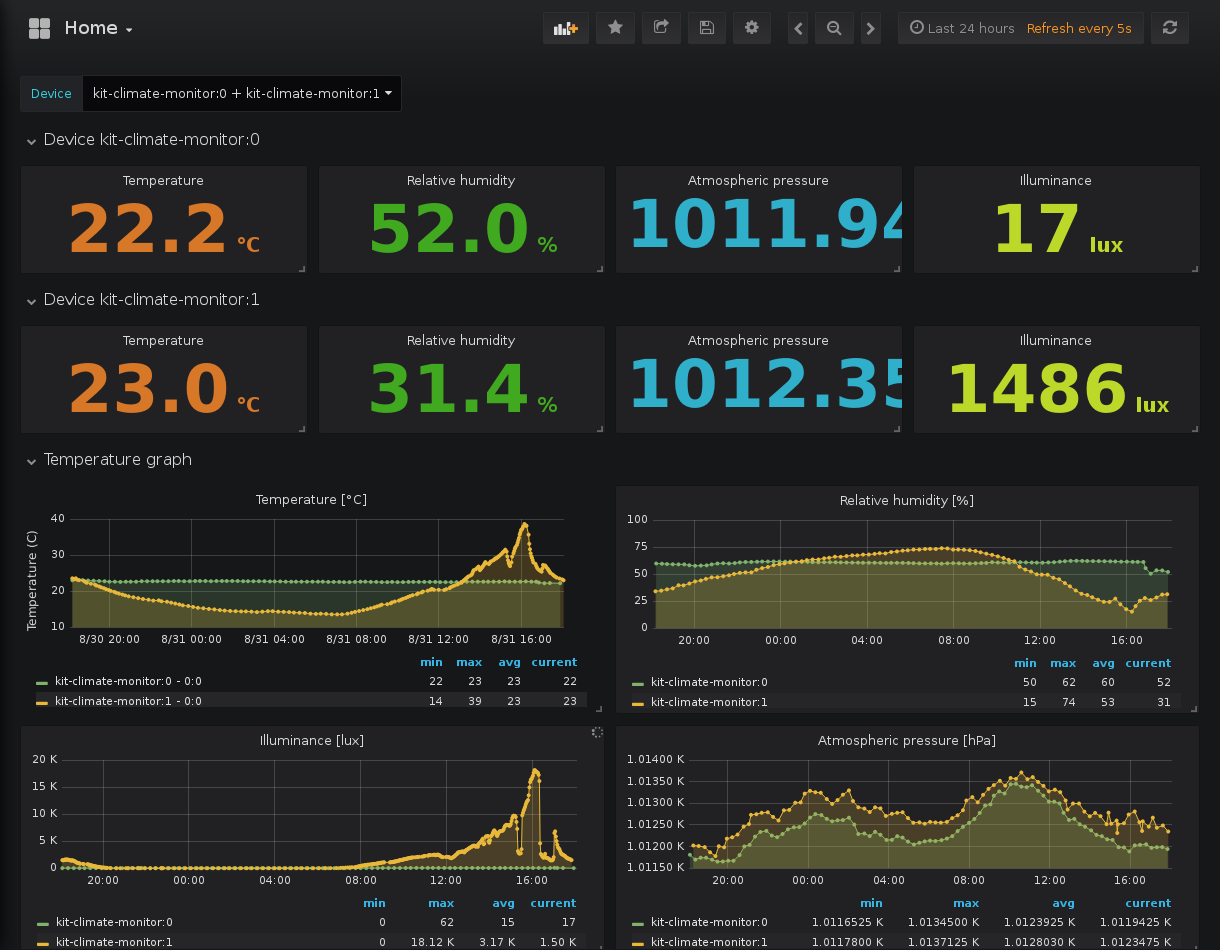 Home
Last 24 hours Refresh every 5s
Device kit-climate-monitor:0 + kit-climate-monitor:1
Device kit-climate-monitor:0
Temperature Relative humidity Atmospheric pressure Illuminance
22.2 °C 52.0 % 1011.94 17 lux
Device kit-climate-monitor:1
Temperature Relative humidity Atmospheric pressure Illuminance
23.0 °C 31.4 % 1012.35 1486 lux
Temperature graph
Temperature [°C]
Temperature (C)
40
30
20
10
8/30 20:00 8/31 00:00 8/31 04:00 8/31 08:00 8/31 12:00 8/31 16:00
min max avg current
kit-climate-monitor:0 - 0:0 22 23 23 22
kit-climate-monitor:1 - 0:0 14 39 23 23
Relative humidity [%]
100
75
50
25
0
20:00 00:00 04:00 08:00 12:00 16:00
min max avg current
kit-climate-monitor:0 50 62 60 52
kit-climate-monitor:1 15 74 53 31
Illuminance [lux]
20 K
15 K
10 K
5 K
0
20:00 00:00 04:00 08:00 12:00 16:00
min max avg current
kit-climate-monitor:0 0 62 15 17
kit-climate-monitor:1 0 18.12 K 3.17 K 1.50 K
Atmospheric pressure [hPa]
1.01400 K
1.01350 K
1.01300 K
1.01250 K
1.01200 K
1.01150 K
20:00 00:00 04:00 08:00 12:00 16:00
min max avg current
kit-climate-monitor:0 1.0116525 K 1.0134500 K 1.0123925 K 1.0119425 K
kit-climate-monitor:1 1.0117800 K 1.0137125 K 1.0128030 K 1.0123475 K